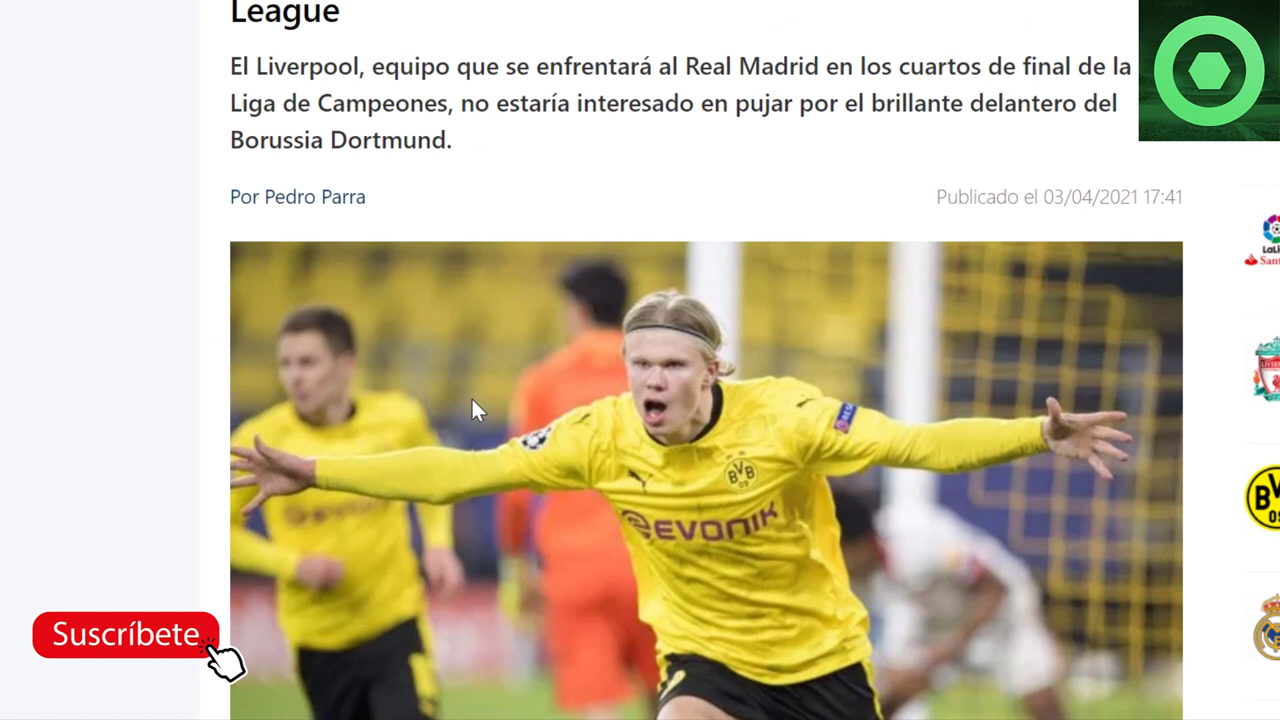 League
El Liverpool, equipo que se enfrentará al Real Madrid en los cuartos de final de la
Liga de Campeones, no estaría interesado en pujar por el brillante delantero del
Borussia Dortmund.
Por Pedro Parra
Publicado el 03/04/2021 17:41
BVB
09
EVONIK
Suscríbete